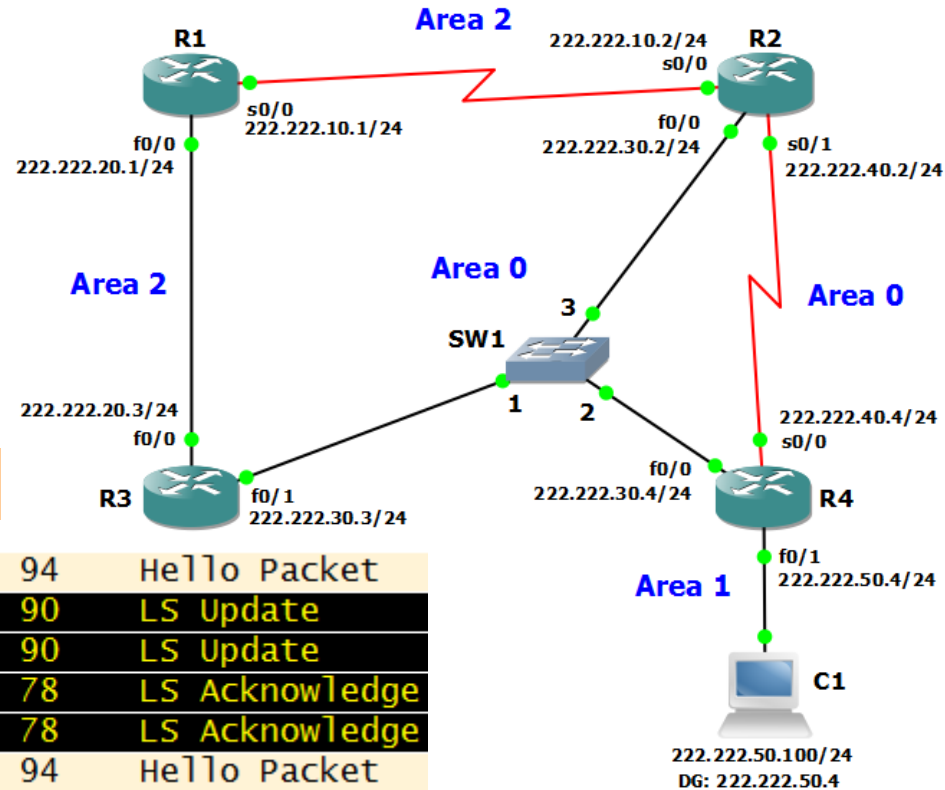 Area 2
R1
222.222.10.2/24
s0/0
R2
s0/0
222.222.10.1/24
f0/0
222.222.20.1/24
f0/0
222.222.30.2/24
s0/1
222.222.40.2/24
Area 2
Area 0
Area 0
3
SW1
1
2
222.222.20.3/24
f0/0
222.222.40.4/24
s0/0
R3
f0/1
222.222.30.3/24
f0/0
222.222.30.4/24
R4
94 Hello Packet
90 LS Update
90 LS Update
78 LS Acknowledge
78 LS Acknowledge
94 Hello Packet
f0/1
222.222.50.4/24
Area 1
C1
222.222.50.100/24
DG: 222.222.50.4